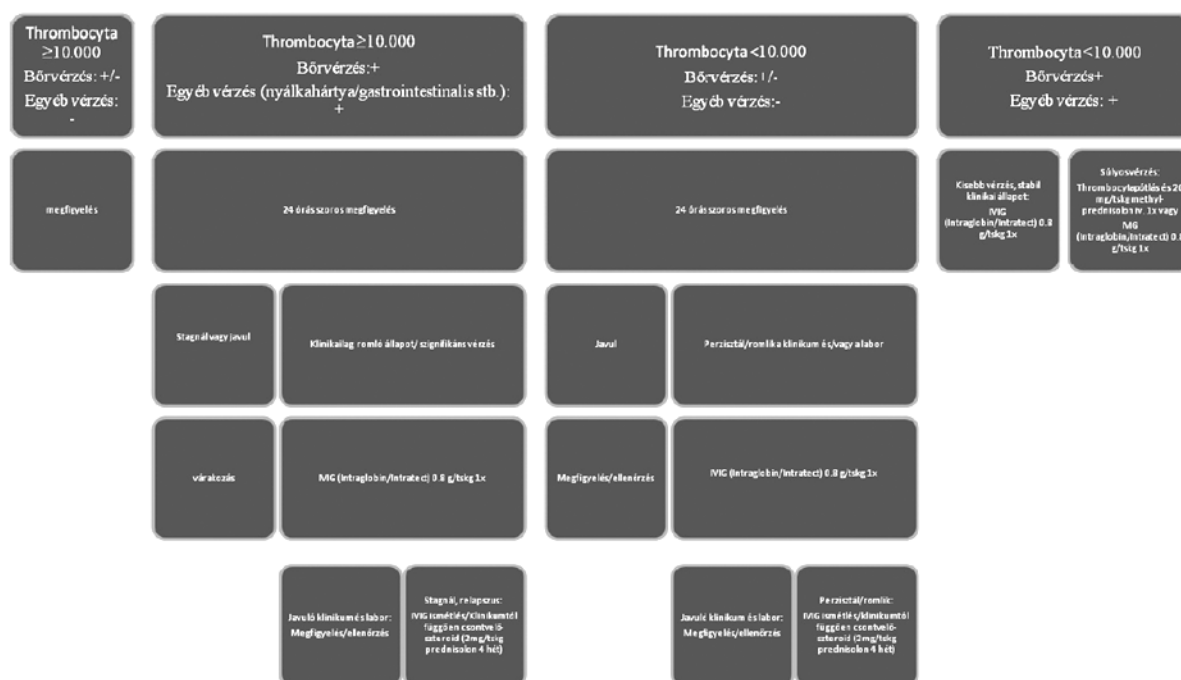 Thrombocyta
≥10.000
Bőrvérzés: +/-
Egyéb vérzés:
-
Thrombocyta≥10.000
Bőrvérzés:+
Egyéb vérzés (nyálkahártya/gastrointestinalis stb.):
+
Thrombocyta<10.000
Bőrvérzés: +/-
Egyéb vérzés:-
Thrombocyta<10.000
Bőrvérzés+
Egyéb vérzés: +
megfigyelés
24 órás szoros megfigyelés
24 órás szoros megfigyelés
Kisebb vérzés, stabil
klinikai állapot:
IVIG
(Intraglobin/Intratect) 0.8
g/tskg 1x
Súlyosvérzés:
Thrombocytapótlás és 20
mg/tskg methyl-
prednisolon iv. 1x vagy
IVIG
(Intraglobin/Intratect) 0.8
g/tskg 1x
Stagnál vagy javul
Klinikailag romló állapot/ szignifikáns vérzés
Javul
Perzisztál/romlik a klinikum és/vagy a labor
várakozás
IVIG (Intraglobin/Intratect) 0.8 g/tskg 1x
Megfigyelés/ellenőrzés
IVIG (Intraglobin/Intratect) 0.8 g/tskg 1x
Javuló klinikum és labor:
Megfigyelés/ellenőrzés
Stagnál, relapszus:
IVIG ismétlés/Klinikumtól
függően csontvelő-
szteroid (2mg/tskg
prednisolon 4 hét)
Javuló klinikum és labor:
Megfigyelés/ellenőrzés
Perzisztál/romlik:
IVIG ismétlés/klinikumtól
függően csontvelő-
szteroid (2mg/tskg
prednisolon 4 hét)